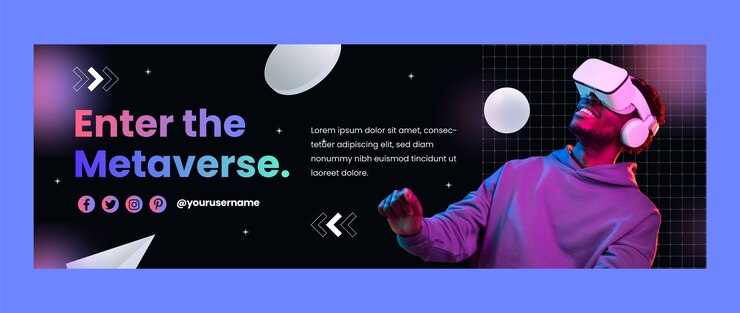 Enter the
Metaverse.
@yourusername
Lorem ipsum dolor sit amet, consec-
tetuer adipiscing elit, sed diam
nonummy nibh euismod tincidunt ut
laoreet dolore.